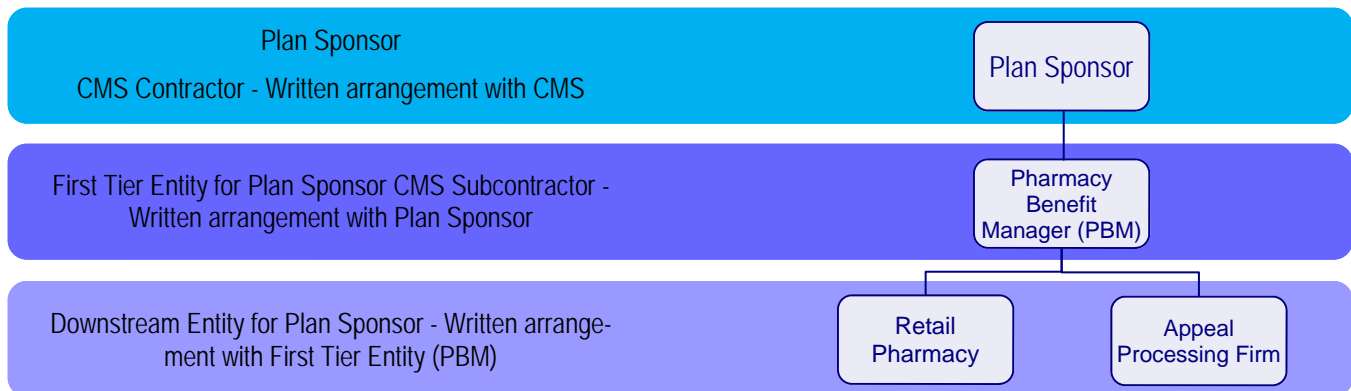 Plan Sponsor
CMS Contractor - Written arrangement with CMS
Plan Sponsor
First Tier Entity for Plan Sponsor CMS Subcontractor -
Written arrangement with Plan Sponsor
Pharmacy
Benefit
Manager (PBM)
Downstream Entity for Plan Sponsor - Written arrange-
ment with First Tier Entity (PBM)
Retail
Pharmacy
Appeal
Processing Firm